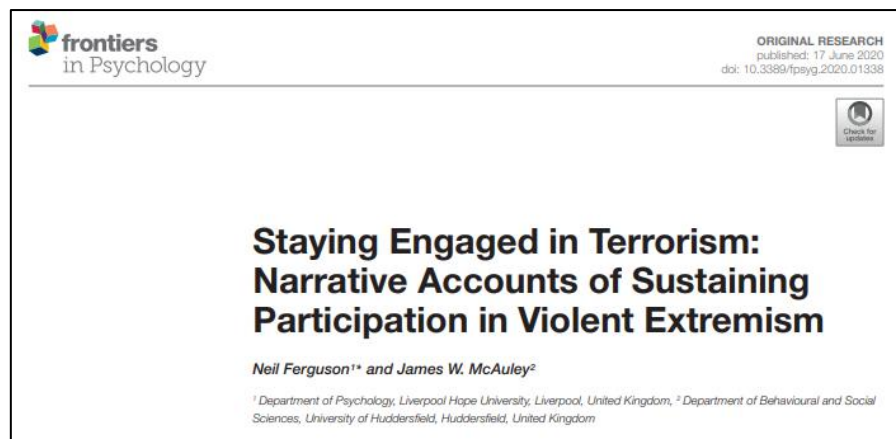 frontiers
in Psychology
ORIGINAL RESEARCH
published: 17 June 2020
doi: 10.3389/fpsyg.2020.01338
Check for
updates
Staying Engaged in Terrorism:
Narrative Accounts of Sustaining
Participation in Violent Extremism
Neil Ferguson¹* and James W. McAuley²
¹ Department of Psychology, Liverpool Hope University, Liverpool, United Kingdom, ² Department of Behavioural and Social
Sciences, University of Huddersfield, Huddersfield, United Kingdom